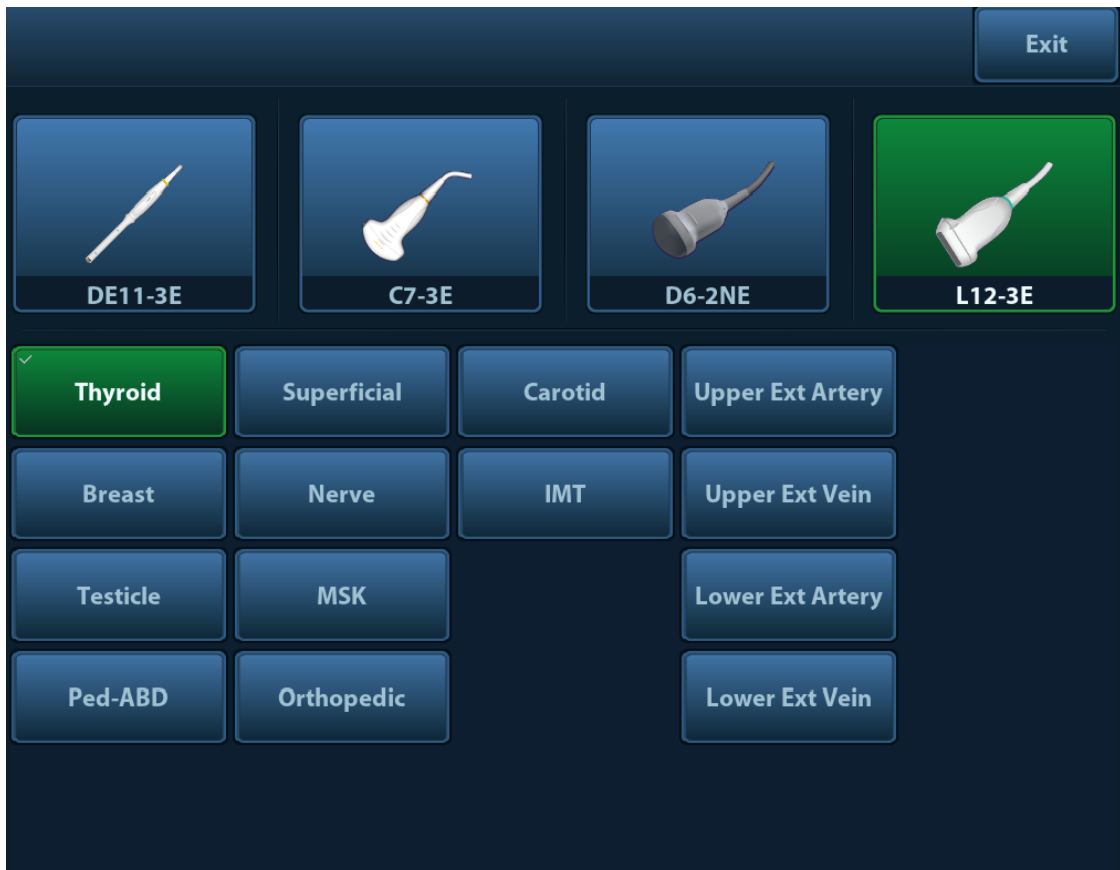 Exit
DE11-3E
C7-3E
D6-2NE
L12-3E
Thyroid
Superficial
Carotid
Upper Ext Artery
Breast
Nerve
IMT
Upper Ext Vein
Testicle
MSK
Lower Ext Artery
Ped-ABD
Orthopedic
Lower Ext Vein